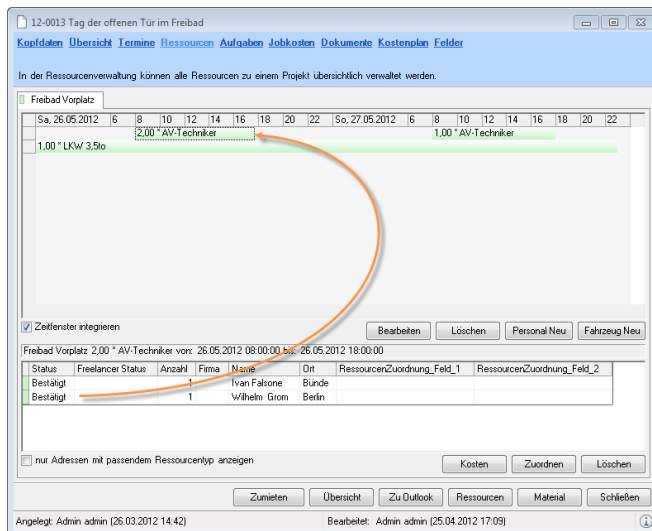 12-0013 Tag der offenen Tür im Freibad
Kopfdaten Übersicht Termine Ressourcen Aufgaben Jobkosten Dokumente Kostenplan Felder
In der Ressourcenverwaltung können alle Ressourcen zu einem Projekt übersichtlich verwaltet werden.
Freibad Vorplatz
Sa, 26.05.2012 6 8 10 12 14 16 18 20 22 So, 27.05.2012 6 8 10 12 14 16 18 20 22
2,00 * AV-Techniker 1,00 * AV-Techniker
1,00 * LKW 3,5to
Zeitfenster integrieren Bearbeiten Löschen Personal Neu Fahrzeug Neu
Freibad Vorplatz 2,00 * AV-Techniker von: 26.05.2012 08:00:00 bis: 26.05.2012 18:00:00
Status Freelancer Status Anzahl Firma Name Ort RessourcenZuordnung_Feld_1 RessourcenZuordnung_Feld_2
Bestätigt 1 Ivan Falsone Bünde
Bestätigt 1 Wilhelm Grom Berlin
nur Adressen mit passendem Ressourcentyp anzeigen Kosten Zuordnen Löschen
Zumieten Übersicht Zu Outlook Ressourcen Material Schließen
Angelegt: Admin admin (26.03.2012 14:42) Bearbeitet: Admin admin (25.04.2012 17:09)